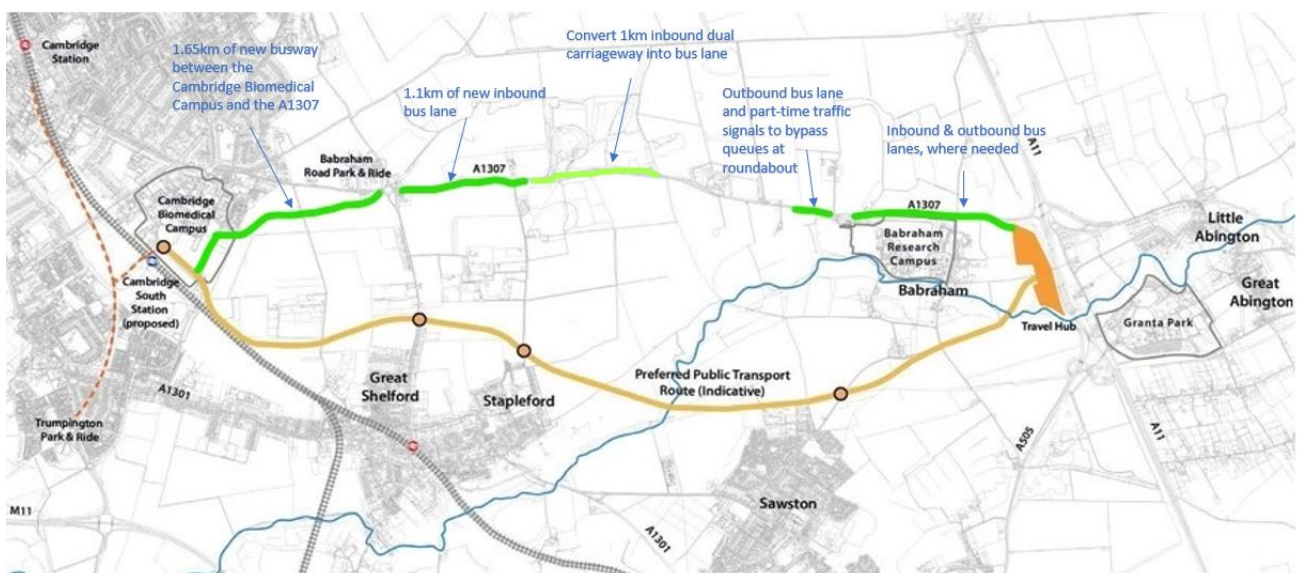 Cambridge
Station
1.65km of new busway
between the
Cambridge Biomedical
Campus and the A1307
1.1km of new inbound
bus lane
Convert 1km inbound dual
carriageway into bus lane
Outbound bus lane
and part-time traffic
signals to bypass
queues at
roundabout
Inbound & outbound bus
lanes, where needed
A11
Babraham
Road Park & Ride
A1307
A1307
Cambridge
Biomedical
Campus
Little
Abington
Babraham
Research
Campus
Babraham
Great
Abington
Cambridge
South
Station
(proposed)
Travel Hub
Granta Park
Preferred Public Transport
Route (Indicative)
Great
Shelford
Stapleford
A1301
Trumpington
Park & Ride
A505
A11
Sawston
M11
A1301